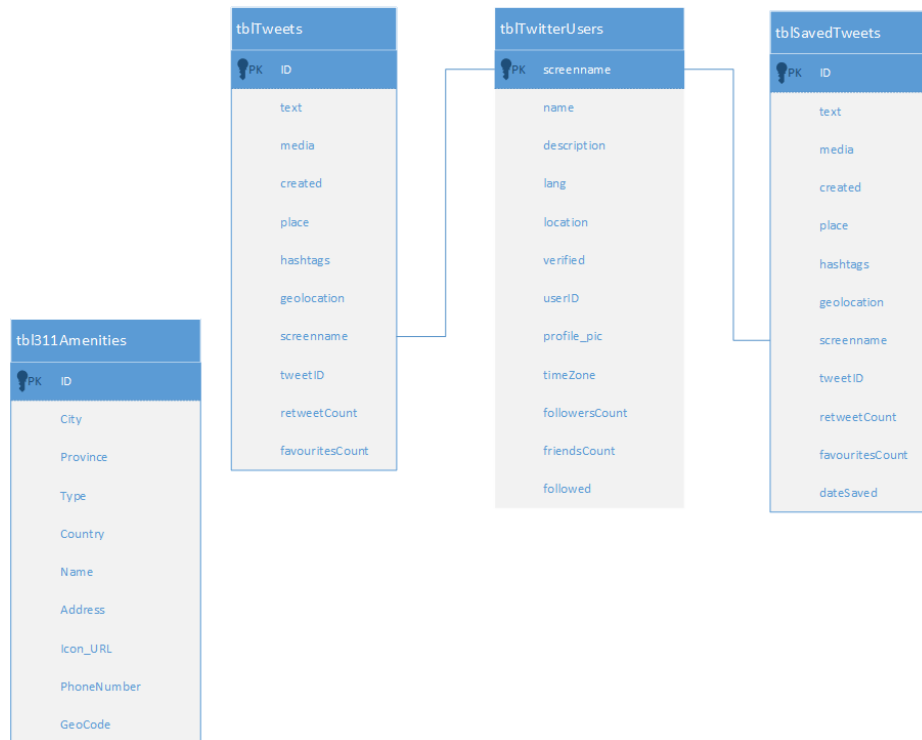 tblTweets
PK ID
text
media
created
place
hashtags
geolocation
screenname
tweetID
retweetCount
favouritesCount
tblTwitterUsers
PK screenname
name
description
lang
location
verified
userID
profile_pic
timeZone
followersCount
friendsCount
followed
tblSavedTweets
PK ID
text
media
created
place
hashtags
geolocation
screenname
tweetID
retweetCount
favouritesCount
dateSaved
tbl311Amenities
PK ID
City
Province
Type
Country
Name
Address
Icon_URL
PhoneNumber
GeoCode